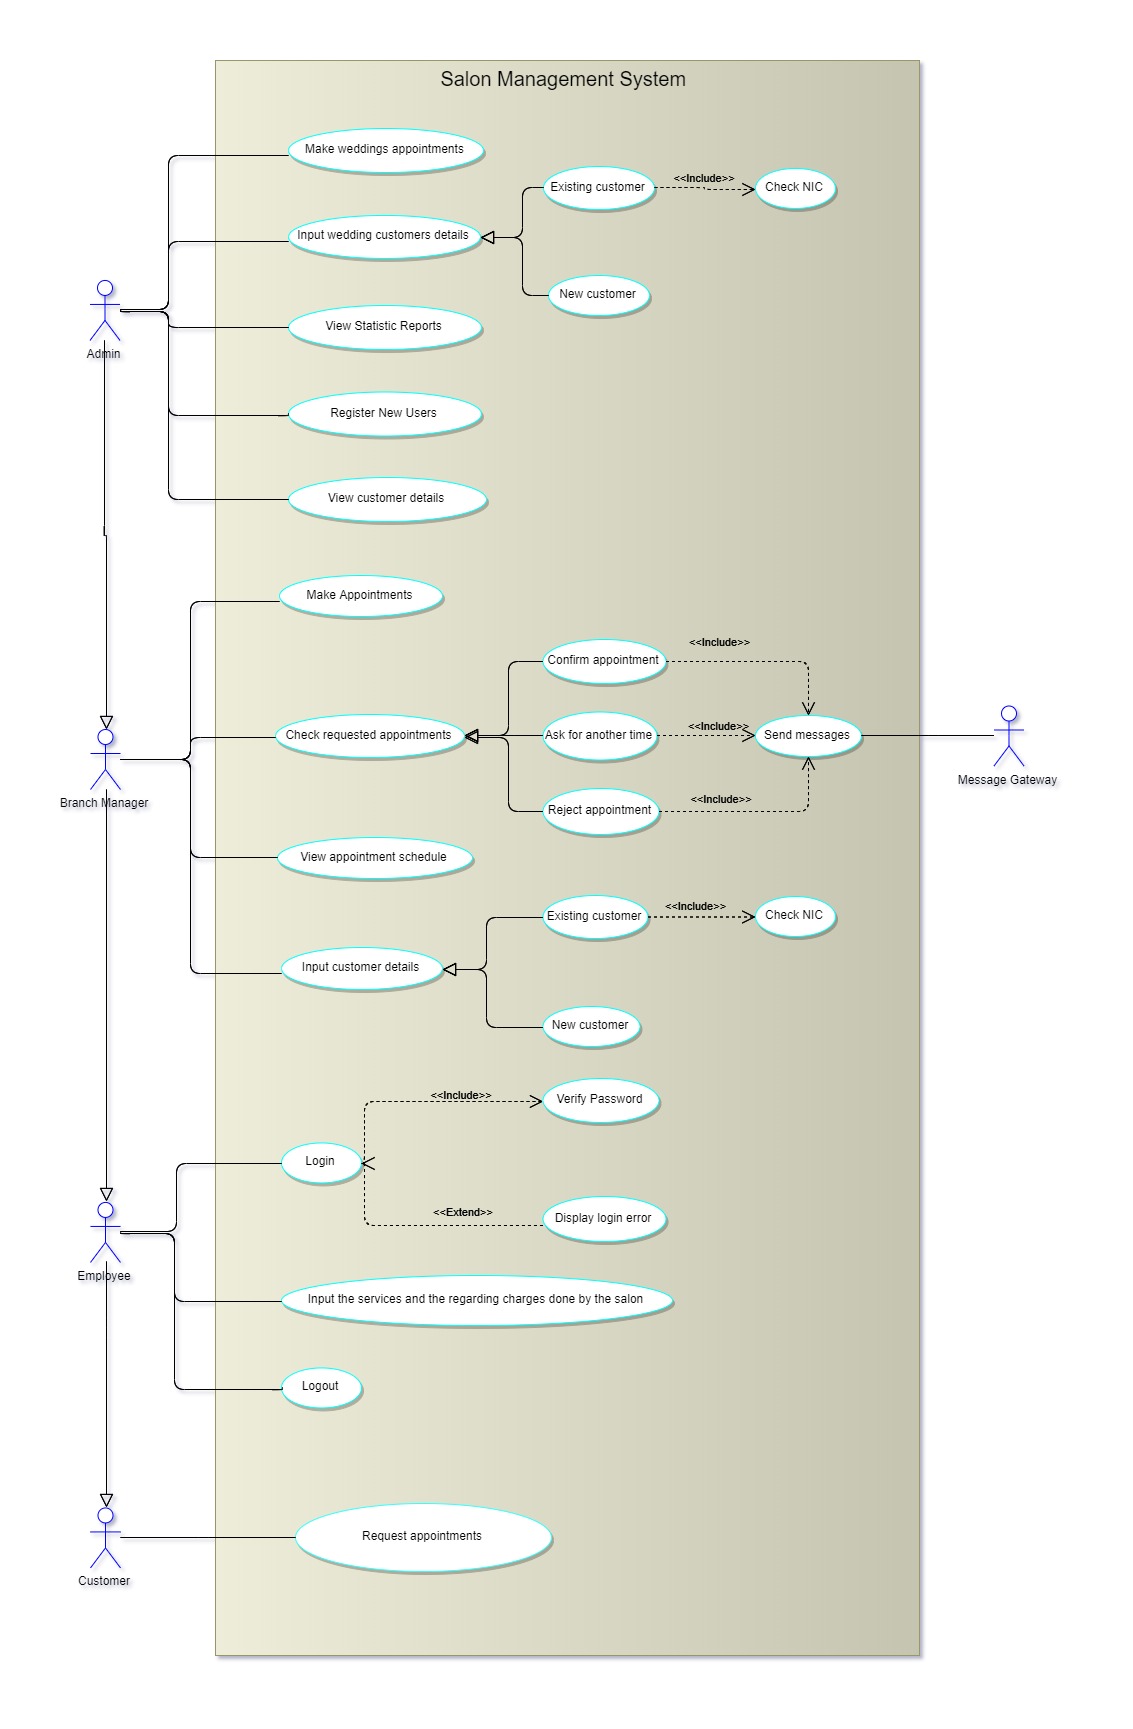 Salon Management System
Make weddings appointments
Existing customer
<<Include>>
Check NIC
Input wedding customers details
New customer
Admin
View Statistic Reports
Register New Users
View customer details
Make Appointments
Confirm appointment
<<Include>>
Check requested appointments
Ask for another time
<<Include>>
Send messages
Message Gateway
Branch Manager
Reject appointment
<<Include>>
View appointment schedule
Existing customer
<<Include>>
Check NIC
Input customer details
New customer
<<Include>>
Verify Password
Login
<<Extend>>
Display login error
Employee
Input the services and the regarding charges done by the salon
Logout
Request appointments
Customer